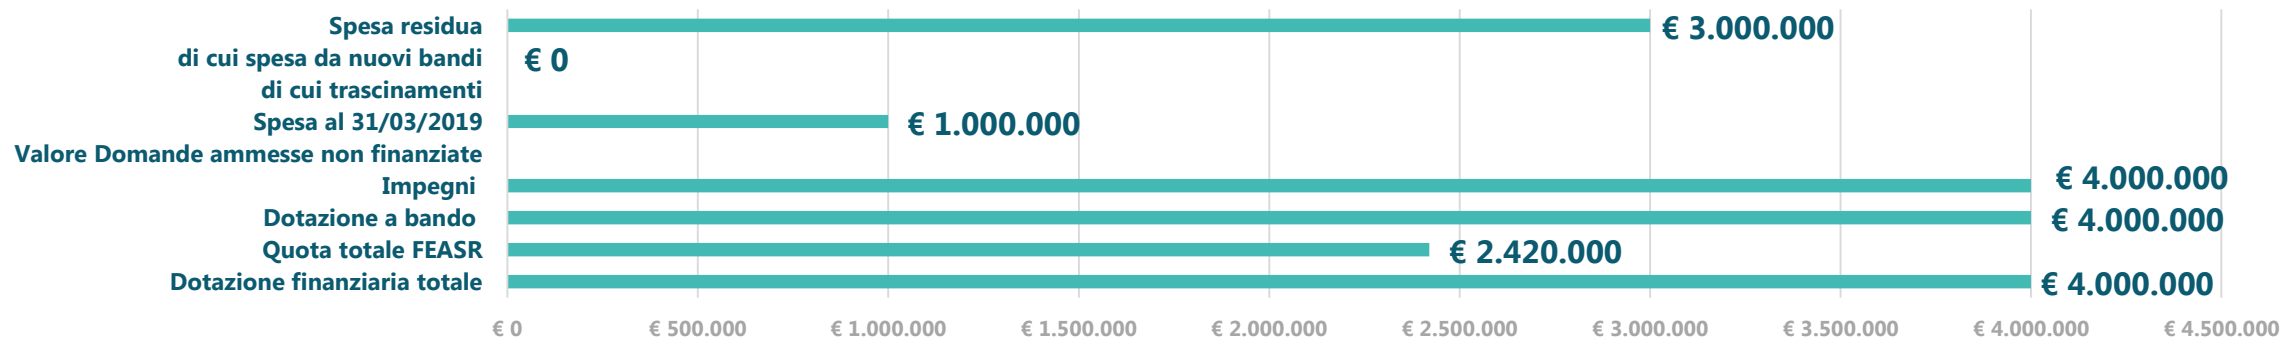 Spesa residua € 3.000.000
di cui spesa da nuovi bandi € 0
di cui trascinamenti
Spesa al 31/03/2019 € 1.000.000
Valore Domande ammesse non finanziate
Impegni € 4.000.000
Dotazione a bando € 4.000.000
Quota totale FEASR € 2.420.000
Dotazione finanziaria totale € 4.000.000
€ 0 € 500.000 € 1.000.000 € 1.500.000 € 2.000.000 € 2.500.000 € 3.000.000 € 3.500.000 € 4.000.000 € 4.500.000